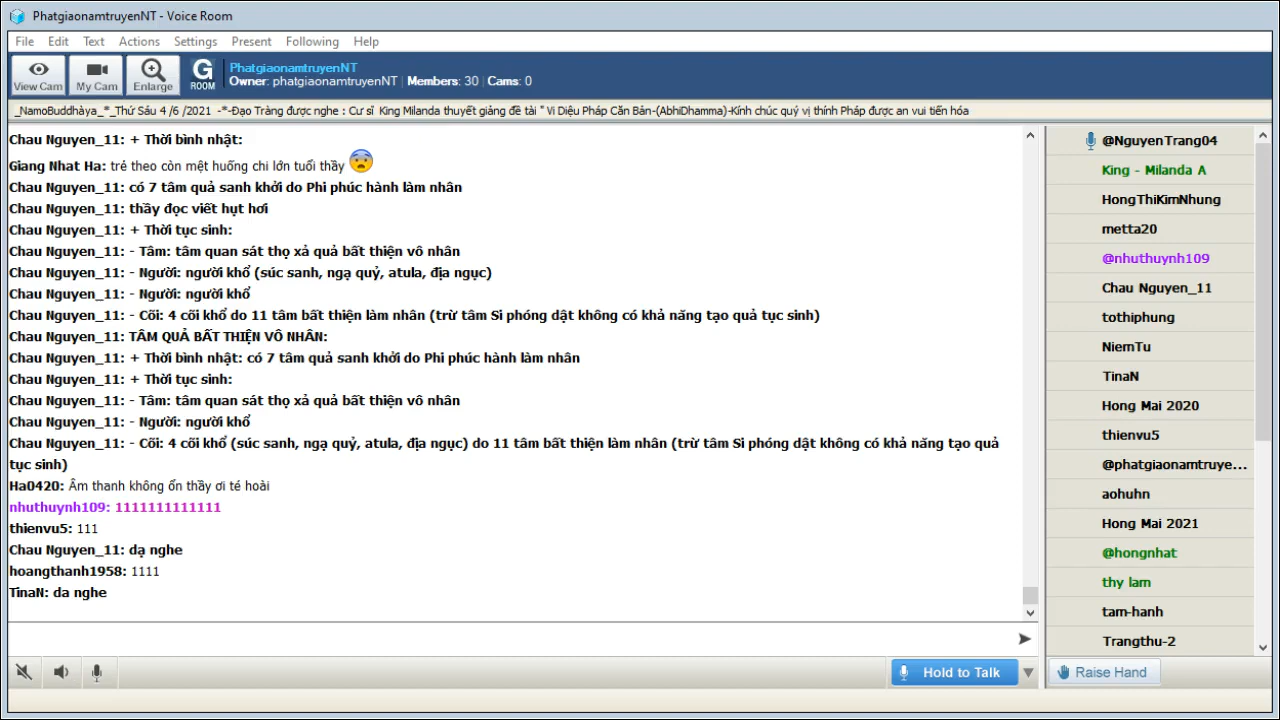 PhatgiaonamtruyenNT - Voice Room
File Edit Text Actions Settings Present Following Help
View Cam
My Cam
Enlarge
G ROOM
PhatgiaonamtruyenNT
Owner: phatgiaonamtruyenNT | Members: 30 | Cams: 0
_NamoBuddhàya_*_Thứ Sáu 4 /6 /2021 -*-Đạo Tràng được nghe : Cư sĩ King Milanda thuyết giảng đề tài " Vi Diệu Pháp Căn Bản-(AbhiDhamma)-Kính chúc quý vị thính Pháp được an vui tiến hóa
Chau Nguyen_11: + Thời bình nhật:
Giang Nhat Ha: trẻ theo còn mệt huống chi lớn tuổi thầy
Chau Nguyen_11: có 7 tâm quả sanh khởi do Phi phúc hành làm nhân
Chau Nguyen_11: thầy đọc viết hụt hơi
Chau Nguyen_11: + Thời tục sinh:
Chau Nguyen_11: - Tâm: tâm quan sát thọ xả quả bất thiện vô nhân
Chau Nguyen_11: - Người: người khổ (súc sanh, ngạ quỷ, atula, địa ngục)
Chau Nguyen_11: - Người: người khổ
Chau Nguyen_11: - Cõi: 4 cõi khổ do 11 tâm bất thiện làm nhân (trừ tâm Si phóng dật không có khả năng tạo quả tục sinh)
Chau Nguyen_11: TÂM QUẢ BẤT THIỆN VÔ NHÂN:
Chau Nguyen_11: + Thời bình nhật: có 7 tâm quả sanh khởi do Phi phúc hành làm nhân
Chau Nguyen_11: + Thời tục sinh:
Chau Nguyen_11: - Tâm: tâm quan sát thọ xả quả bất thiện vô nhân
Chau Nguyen_11: - Người: người khổ
Chau Nguyen_11: - Cõi: 4 cõi khổ (súc sanh, ngạ quỷ, atula, địa ngục) do 11 tâm bất thiện làm nhân (trừ tâm Si phóng dật không có khả năng tạo quả
tục sinh)
Ha0420: Âm thanh không ổn thầy ơi té hoài
nhuthuynh109: 1111111111111
thienvu5: 111
Chau Nguyen_11: dạ nghe
hoangthanh1958: 1111
TinaN: da nghe
@NguyenTrang04
King - Milanda A
HongThiKimNhung
metta20
@nhuthuynh109
Chau Nguyen_11
tothiphung
NiemTu
TinaN
Hong Mai 2020
thienvu5
@phatgiaonamtruye...
aohuhn
Hong Mai 2021
@hongnhat
thy lam
tam-hanh
Trangthu-2
Hold to Talk
Raise Hand